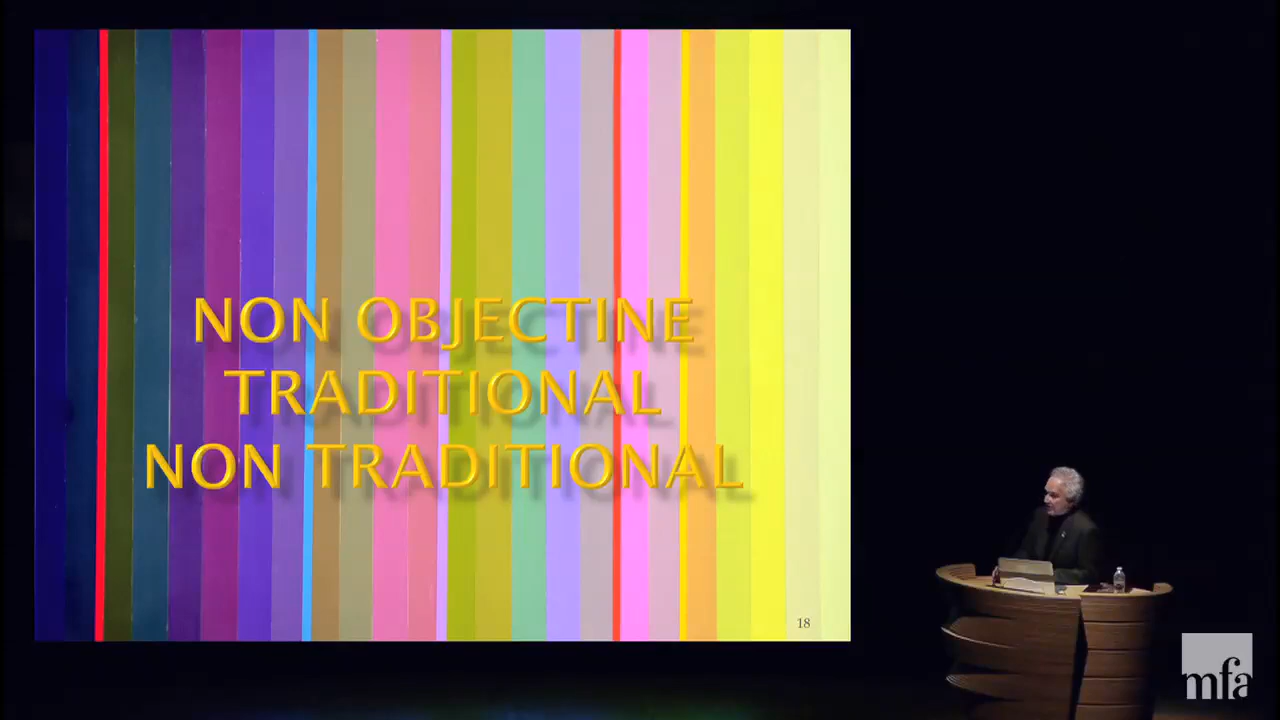 NON OBJECTINE
TRADITIONAL
NON TRADITIONAL
18
mfa